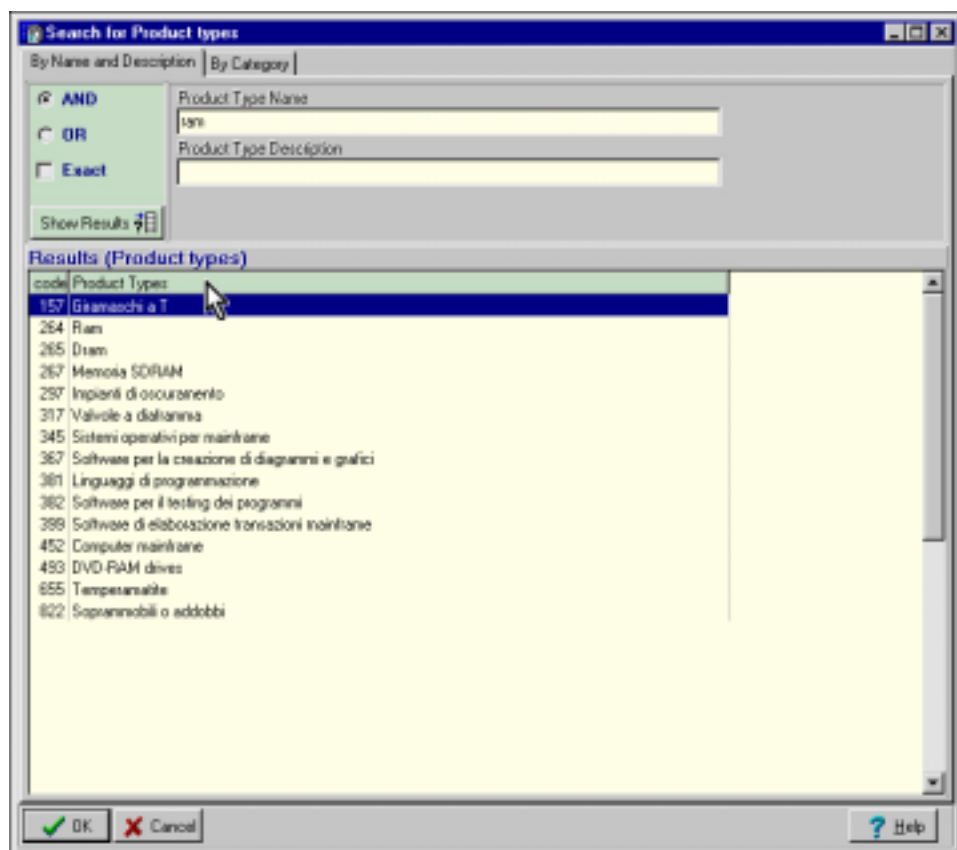 Search for Product types
By Name and Description By Category
AND
OR
Exact
Product Type Name
ram
Product Type Description
Show Results
Results (Product types)
code Product Types
157 Giramaschi a T
264 Ram
265 Dram
267 Memoria SDRAM
297 Impianti di oscuramento
317 Valvole a diaframma
345 Sistemi operativi per mainframe
367 Software per la creazione di diagrammi e grafici
381 Linguaggi di programmazione
382 Software per il testing dei programmi
399 Software di elaborazione transazioni mainframe
452 Computer mainframe
493 DVD-RAM drives
655 Temperamatite
822 Soprammobili o addobbi
OK Cancel Help